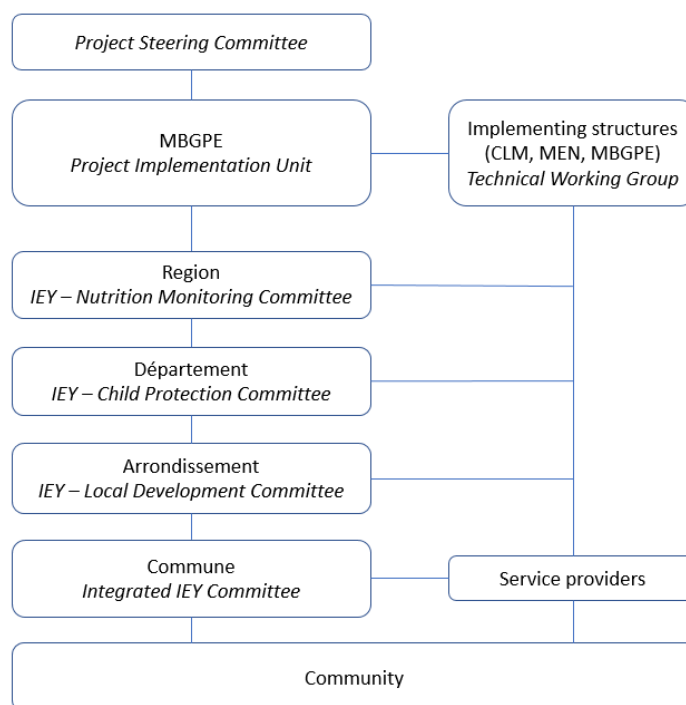 Project Steering Committee
MBGPE
Project Implementation Unit
Implementing structures
(CLM, MEN, MBGPE)
Technical Working Group
Region
IEY – Nutrition Monitoring Committee
Département
IEY – Child Protection Committee
Arrondissement
IEY – Local Development Committee
Commune
Integrated IEY Committee
Service providers
Community